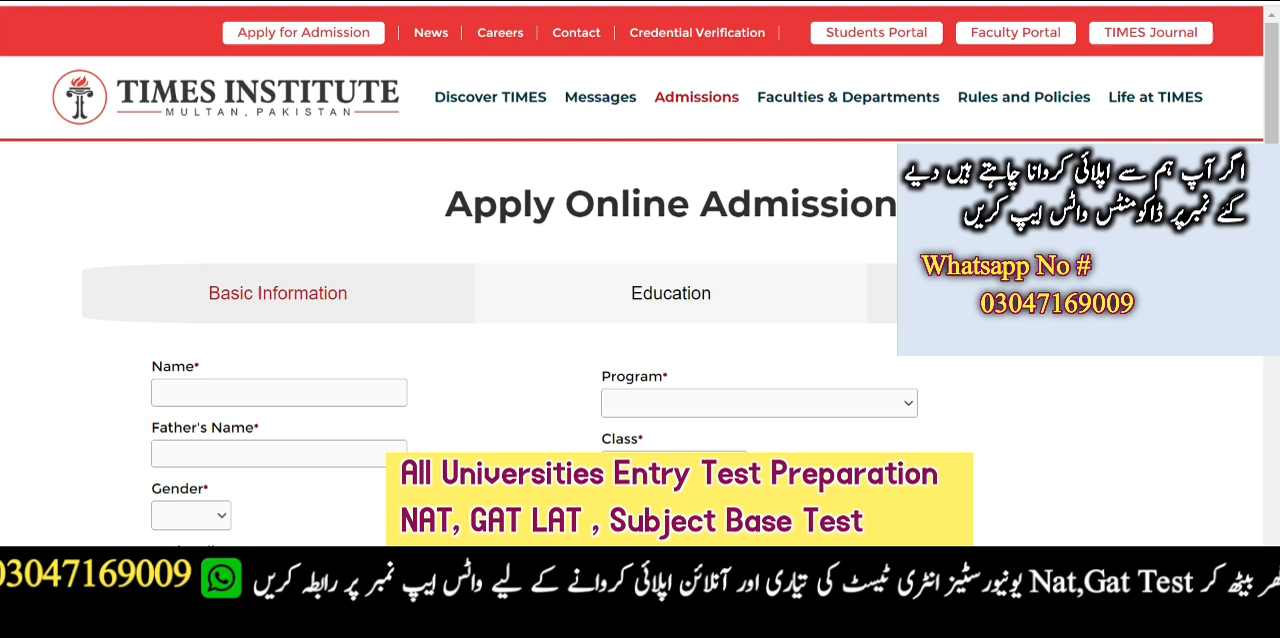 Apply for Admission
News
Careers
Contact
Credential Verification
Students Portal
Faculty Portal
TIMES Journal
TIMES INSTITUTE
MULTAN, PAKISTAN
Discover TIMES
Messages
Admissions
Faculties & Departments
Rules and Policies
Life at TIMES
Apply Online Admission
اگر آپ ہم سے اپلائی کروانا چاہتے ہیں دیے
گئے نمبر پر ڈاکومنٹس واٹس ایپ کریں
Whatsapp No #
03047169009
Basic Information
Education
Name*
Program*
Father's Name*
Class*
Gender*
All Universities Entry Test Preparation
NAT, GAT LAT , Subject Base Test
بیٹھ کر Nat,Gat Test یونیورسٹیز انٹری ٹیسٹ کی تیاری اور آنلائن اپلائی کروانے کے لیے واٹس ایپ نمبر پر رابطہ کریں 03047169009